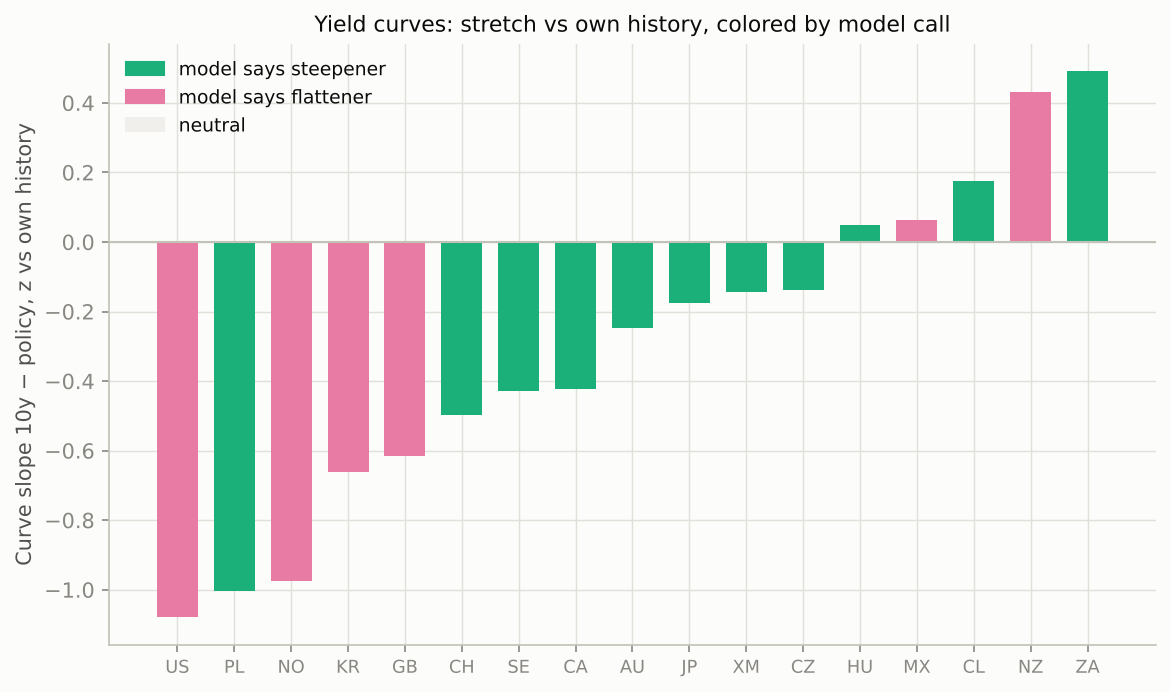 Yield curves: stretch vs own history, colored by model call
model says steepener
model says flattener
neutral
Curve slope 10y − policy, z vs own history
0.4
0.2
0.0
−0.2
−0.4
−0.6
−0.8
−1.0
US PL NO KR GB CH SE CA AU JP XM CZ HU MX CL NZ ZA